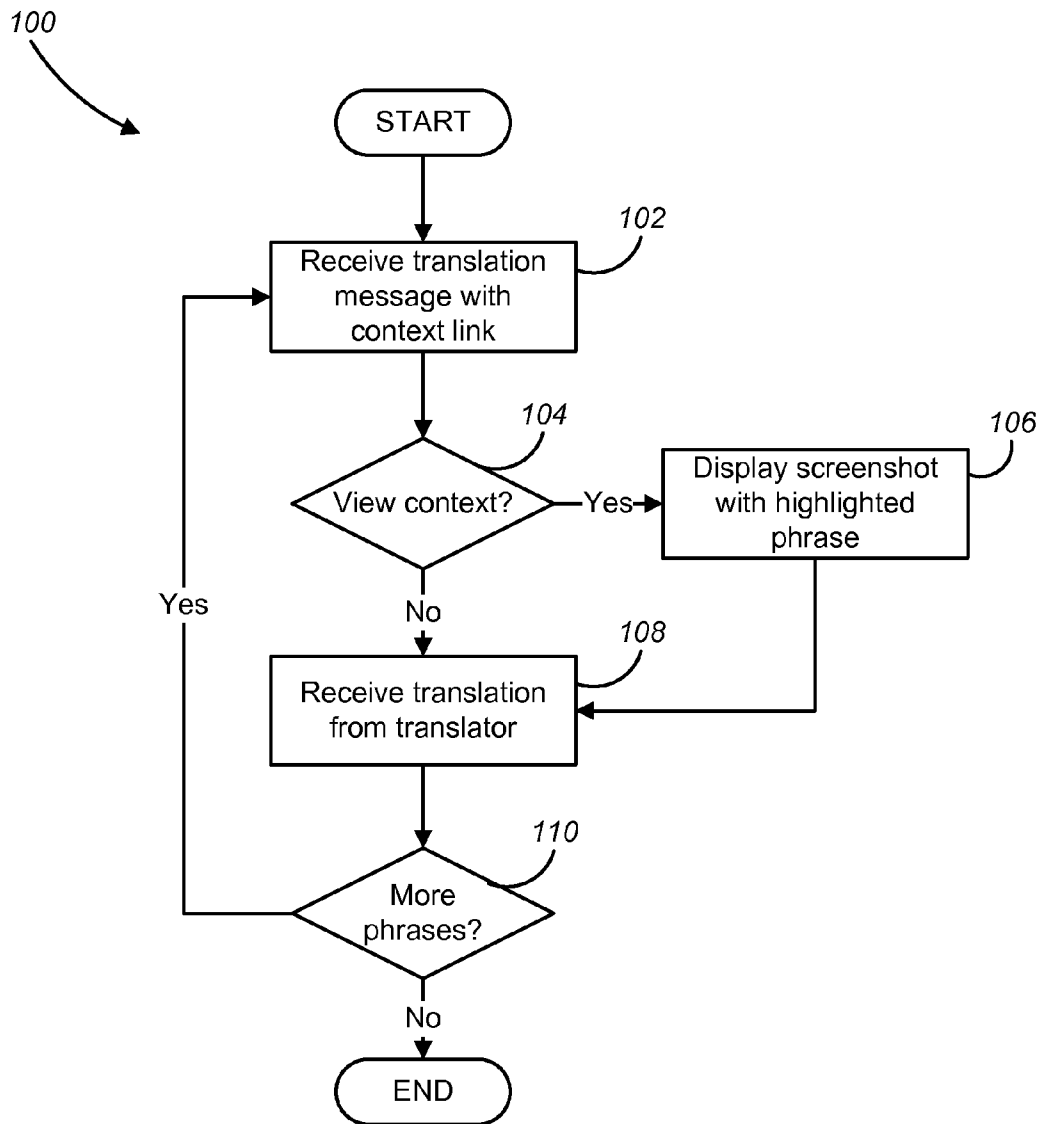 100
START
102
Receive translation
message with
context link
104
View context?
Yes
106
Display screenshot
with highlighted
phrase
Yes
No
108
Receive translation
from translator
110
More
phrases?
No
END